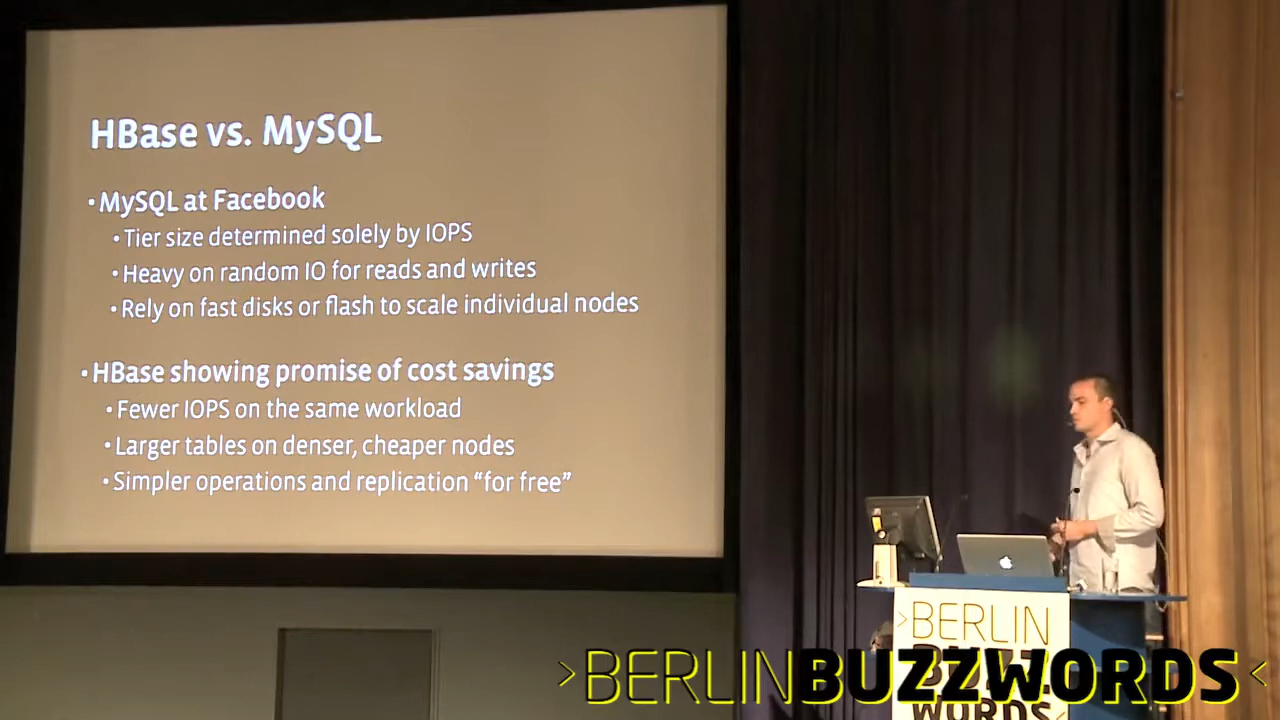 HBase vs. MySQL
•MySQL at Facebook
•Tier size determined solely by IOPS
•Heavy on random IO for reads and writes
•Rely on fast disks or flash to scale individual nodes
•HBase showing promise of cost savings
•Fewer IOPS on the same workload
•Larger tables on denser, cheaper nodes
•Simpler operations and replication “for free”
>BERLIN
BUZZ
WORDS<
>BERLINBUZZWORDS<